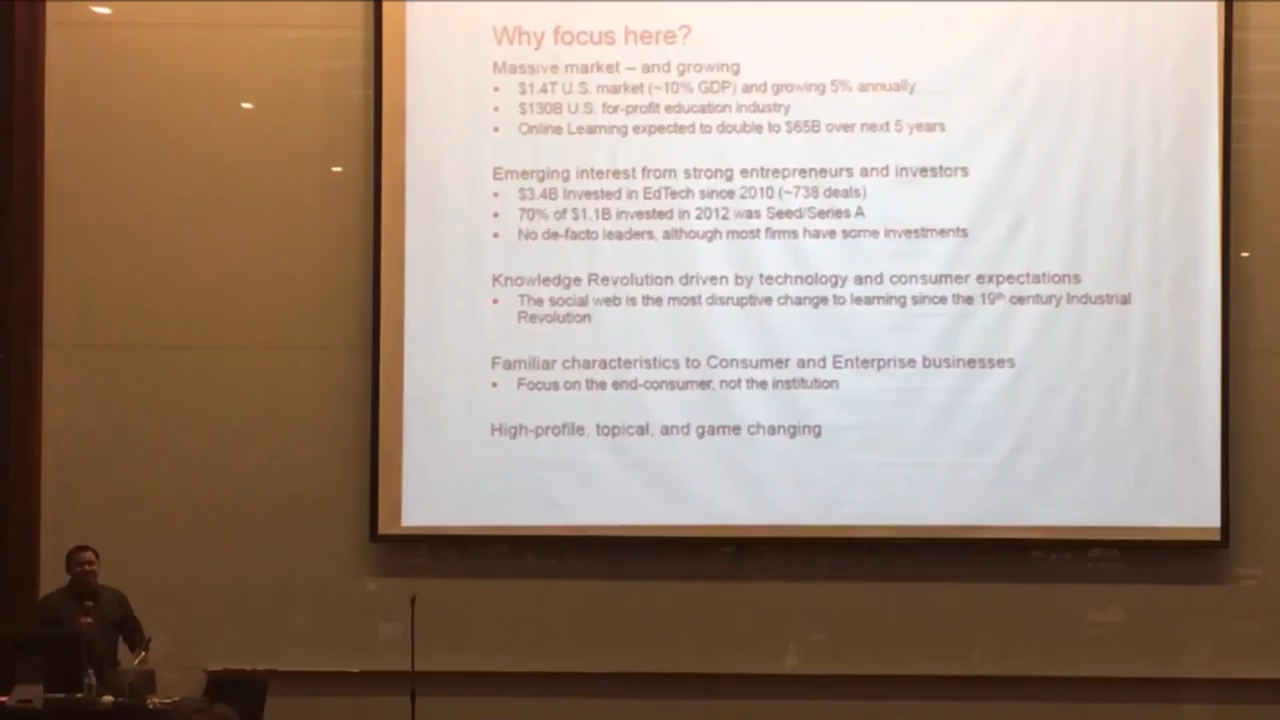 Why focus here?
Massive market – and growing
• $1.4T U.S. market (~10% GDP) and growing 5% annually
• $130B U.S. for-profit education industry
• Online Learning expected to double to $65B over next 5 years
Emerging interest from strong entrepreneurs and investors
• $3.4B Invested in EdTech since 2010 (~738 deals)
• 70% of $1.1B invested in 2012 was Seed/Series A
• No de-facto leaders, although most firms have some investments
Knowledge Revolution driven by technology and consumer expectations
• The social web is the most disruptive change to learning since the 19th century Industrial
Revolution
Familiar characteristics to Consumer and Enterprise businesses
• Focus on the end-consumer, not the institution
High-profile, topical, and game changing